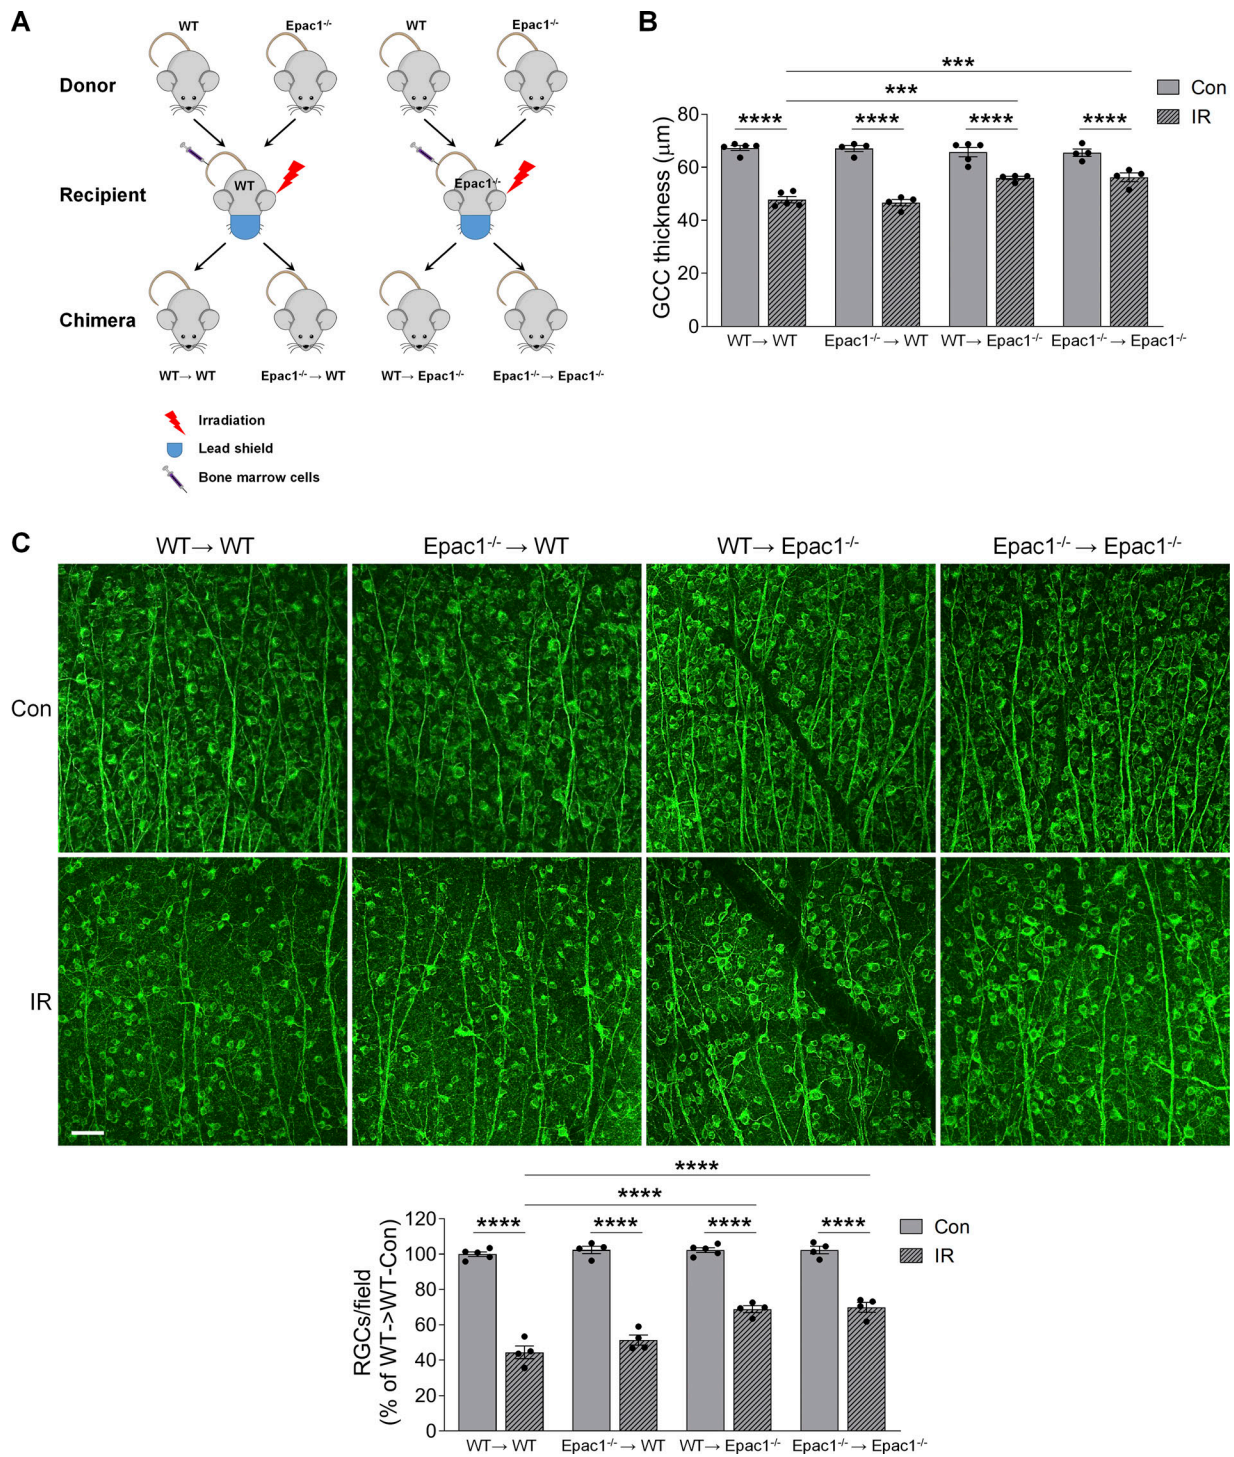 A
WT
Epac1-/-
WT
Epac1-/-
Donor
Recipient
WT
Epac1-/-
Chimera
WT→ WT
Epac1-/-→ WT
WT→ Epac1-/-
Epac1-/-→ Epac1-/-
Irradiation
Lead shield
Bone marrow cells
B
***
***
****
****
****
****
Con
IR
GCC thickness (µm)
80
60
40
20
0
WT→ WT
Epac1-/-→ WT
WT→ Epac1-/-
Epac1-/-→ Epac1-/-
C
WT→ WT
Epac1-/-→ WT
WT→ Epac1-/-
Epac1-/-→ Epac1-/-
Con
IR
****
****
****
****
****
****
Con
IR
RGCs/field
(% of WT->WT-Con)
120
100
80
60
40
20
0
WT→ WT
Epac1-/-→ WT
WT→ Epac1-/-
Epac1-/-→ Epac1-/-